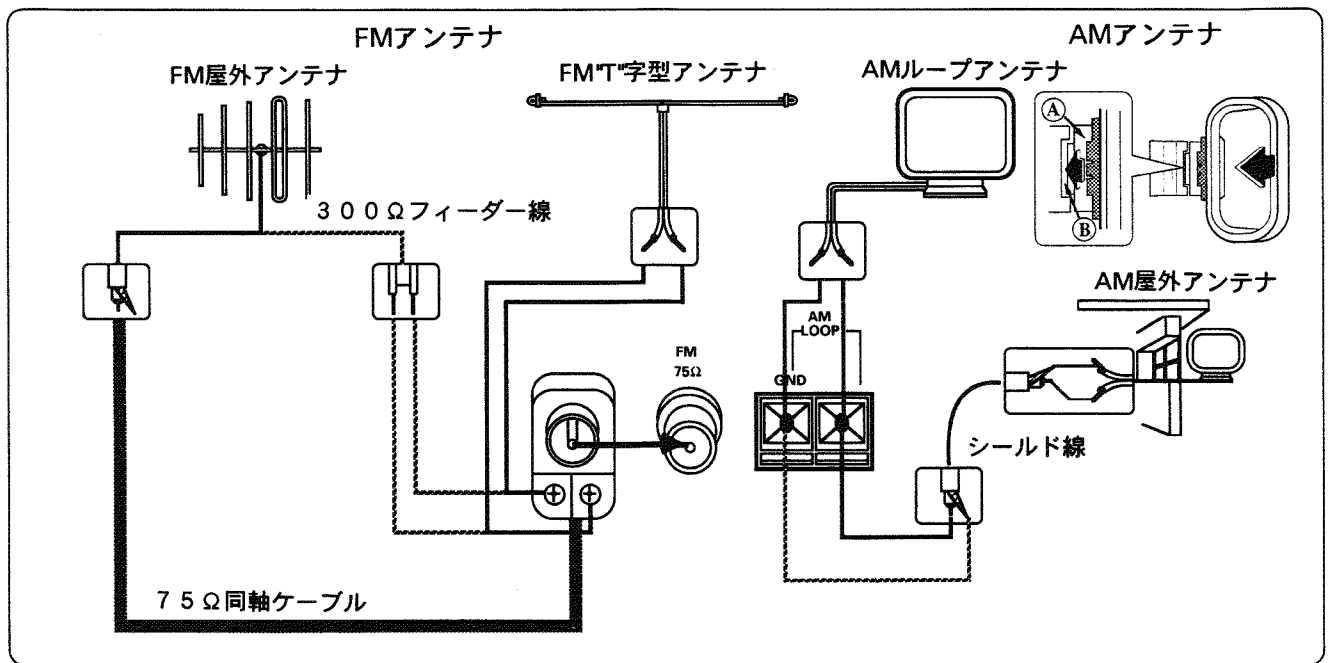 FMアンテナ
AMアンテナ
FM屋外アンテナ
FM"T"字型アンテナ
AMループアンテナ
A
B
300Ωフィーダー線
AM屋外アンテナ
AM
LOOP
FM
75Ω
GND
シールド線
75Ω同軸ケーブル